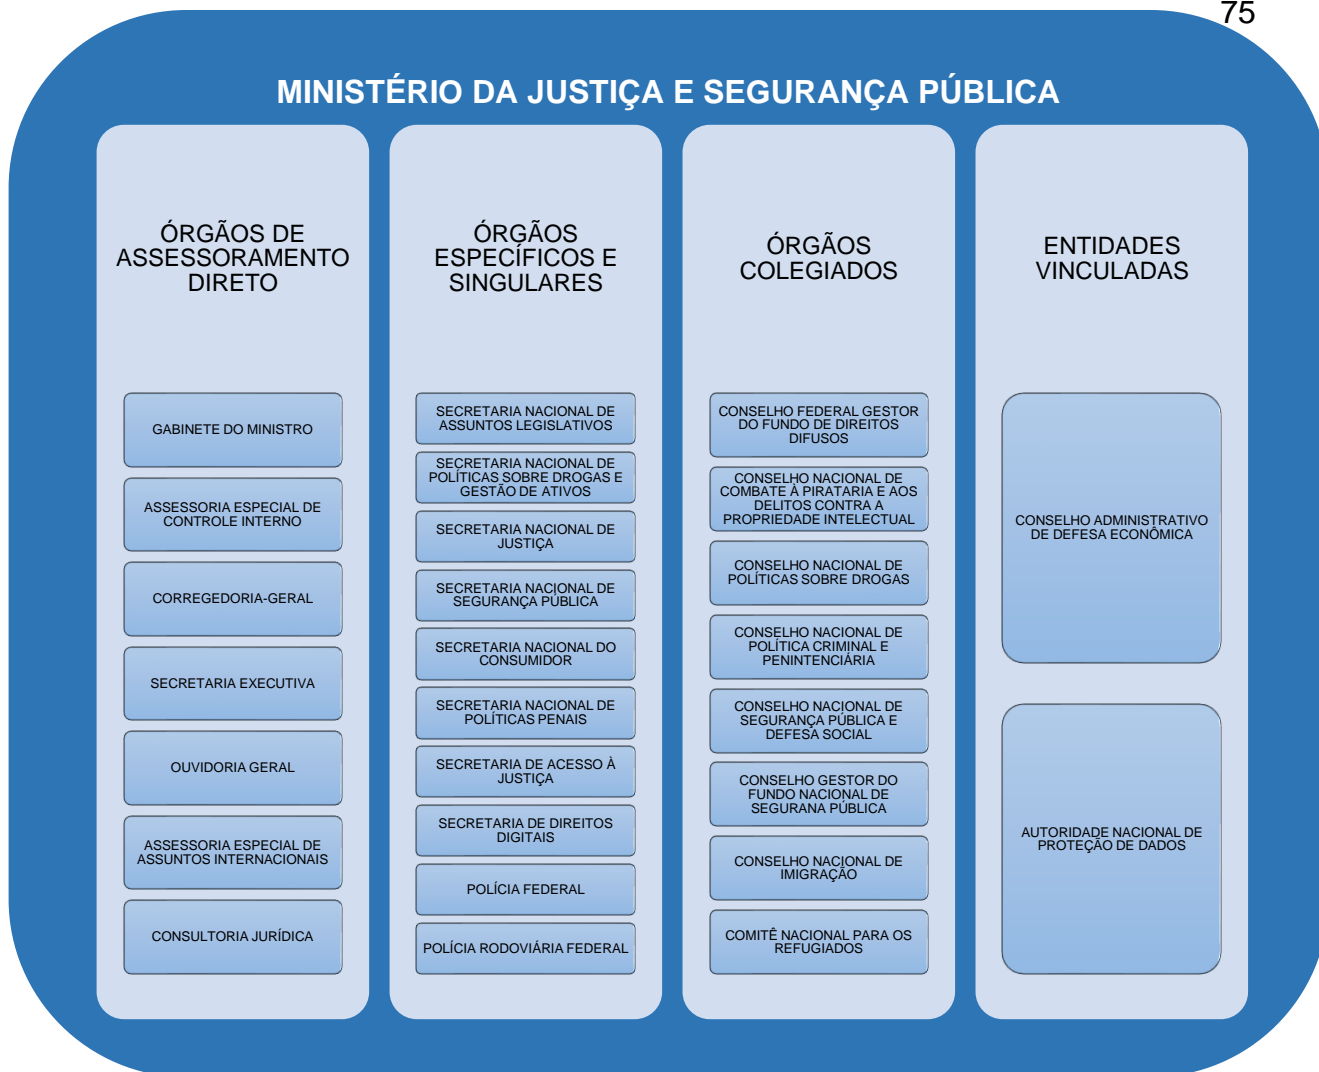 75
MINISTÉRIO DA JUSTIÇA E SEGURANÇA PÚBLICA
ÓRGÃOS DE
ASSESSORAMENTO
DIRETO
GABINETE DO MINISTRO
ASSESSORIA ESPECIAL DE
CONTROLE INTERNO
CORREGEDORIA-GERAL
SECRETARIA EXECUTIVA
OUVIDORIA GERAL
ASSESSORIA ESPECIAL DE
ASSUNTOS INTERNACIONAIS
CONSULTORIA JURÍDICA
ÓRGÃOS
ESPECÍFICOS E
SINGULARES
SECRETARIA NACIONAL DE
ASSUNTOS LEGISLATIVOS
SECRETARIA NACIONAL DE
POLÍTICAS SOBRE DROGAS E
GESTÃO DE ATIVOS
SECRETARIA NACIONAL DE
JUSTIÇA
SECRETARIA NACIONAL DE
SEGURANÇA PÚBLICA
SECRETARIA NACIONAL DO
CONSUMIDOR
SECRETARIA NACIONAL DE
POLÍTICAS PENAIS
SECRETARIA DE ACESSO À
JUSTIÇA
SECRETARIA DE DIREITOS
DIGITAIS
POLÍCIA FEDERAL
POLÍCIA RODOVIÁRIA FEDERAL
ÓRGÃOS
COLEGIADOS
CONSELHO FEDERAL GESTOR
DO FUNDO DE DIREITOS
DIFUSOS
CONSELHO NACIONAL DE
COMBATE À PIRATARIA E AOS
DELITOS CONTRA A
PROPRIEDADE INTELECTUAL
CONSELHO NACIONAL DE
POLÍTICAS SOBRE DROGAS
CONSELHO NACIONAL DE
POLÍTICA CRIMINAL E
PENINTENCIÁRIA
CONSELHO NACIONAL DE
SEGURANÇA PÚBLICA E
DEFESA SOCIAL
CONSELHO GESTOR DO
FUNDO NACIONAL DE
SEGURANA PÚBLICA
CONSELHO NACIONAL DE
IMIGRAÇÃO
COMITÊ NACIONAL PARA OS
REFUGIADOS
ENTIDADES
VINCULADAS
CONSELHO ADMINISTRATIVO
DE DEFESA ECONÔMICA
AUTORIDADE NACIONAL DE
PROTEÇÃO DE DADOS